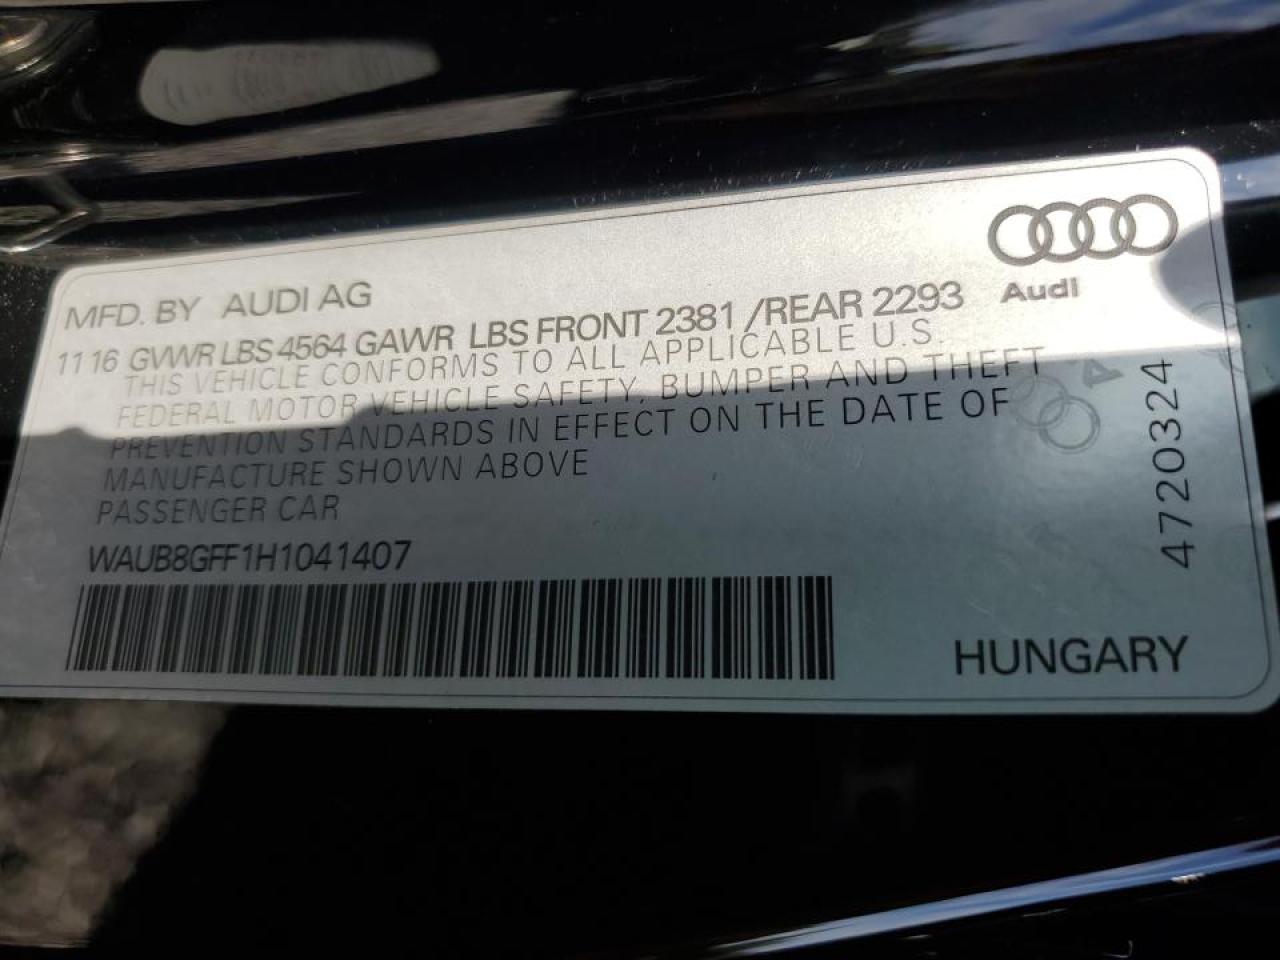 Audi
MFD. BY AUDI AG
11 16 GVWR LBS 4564 GAWR LBS FRONT 2381 /REAR 2293
THIS VEHICLE CONFORMS TO ALL APPLICABLE U.S.
FEDERAL MOTOR VEHICLE SAFETY, BUMPER AND THEFT
PREVENTION STANDARDS IN EFFECT ON THE DATE OF
MANUFACTURE SHOWN ABOVE
PASSENGER CAR
WAUB8GFF1H1041407
HUNGARY
4720324